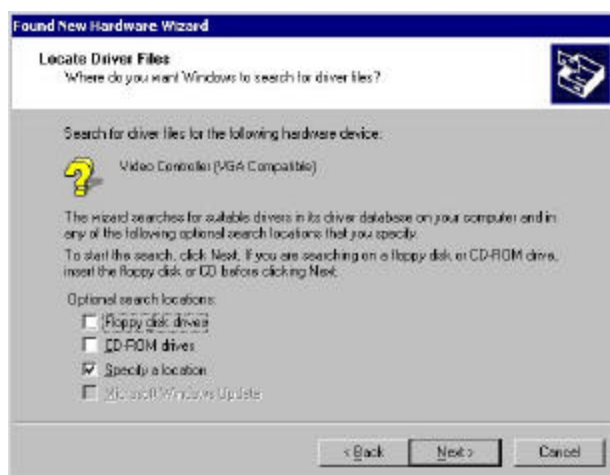 Found New Hardware Wizard
Locate Driver Files
Where do you want Windows to search for driver files?
Search for driver files for the following hardware device:
Video Controller (VGA Compatible)
The wizard searches for suitable drivers in its driver database on your computer and in
any of the following optional search locations that you specify.
To start the search, click Next. If you are searching on a floppy disk or CD-ROM drive,
insert the floppy disk or CD before clicking Next.
Optional search locations:
Floppy disk drives
CD-ROM drives
Specify a location
Microsoft Windows Update
< Back Next > Cancel